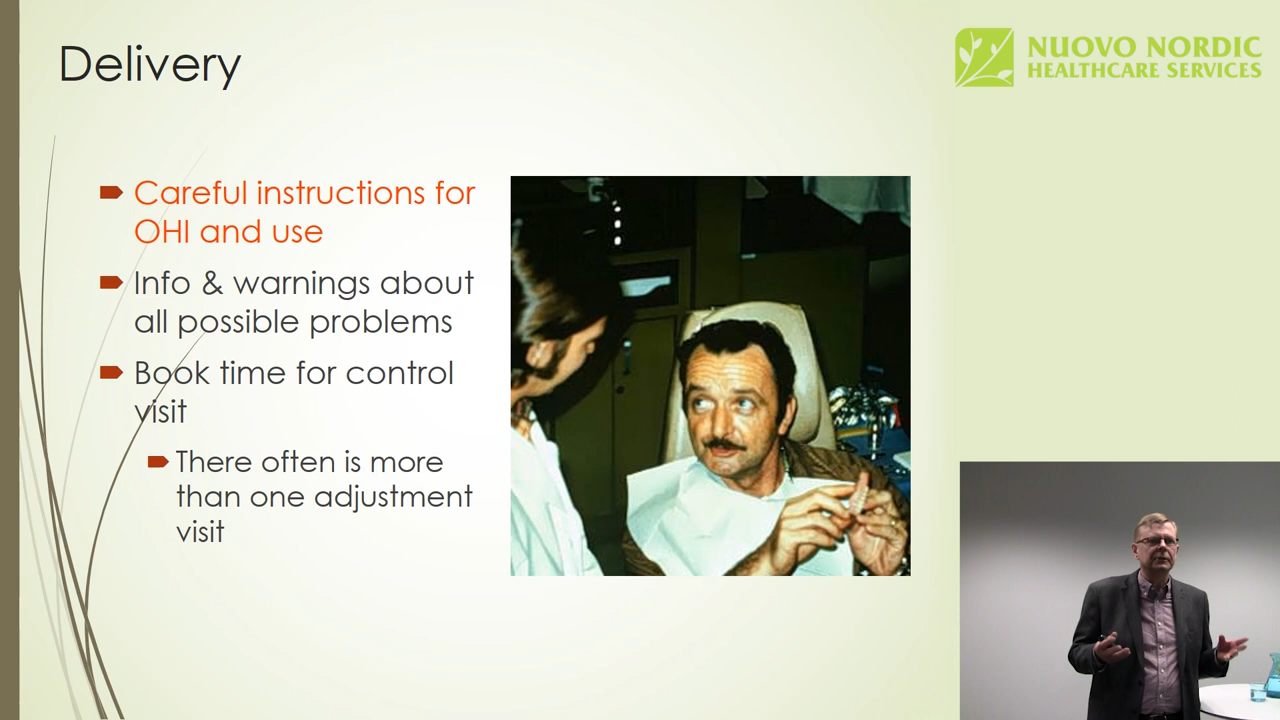 Delivery
NUOVO NORDIC
HEALTHCARE SERVICES
Careful instructions for
OHI and use
Info & warnings about
all possible problems
Book time for control
visit
There often is more
than one adjustment
visit